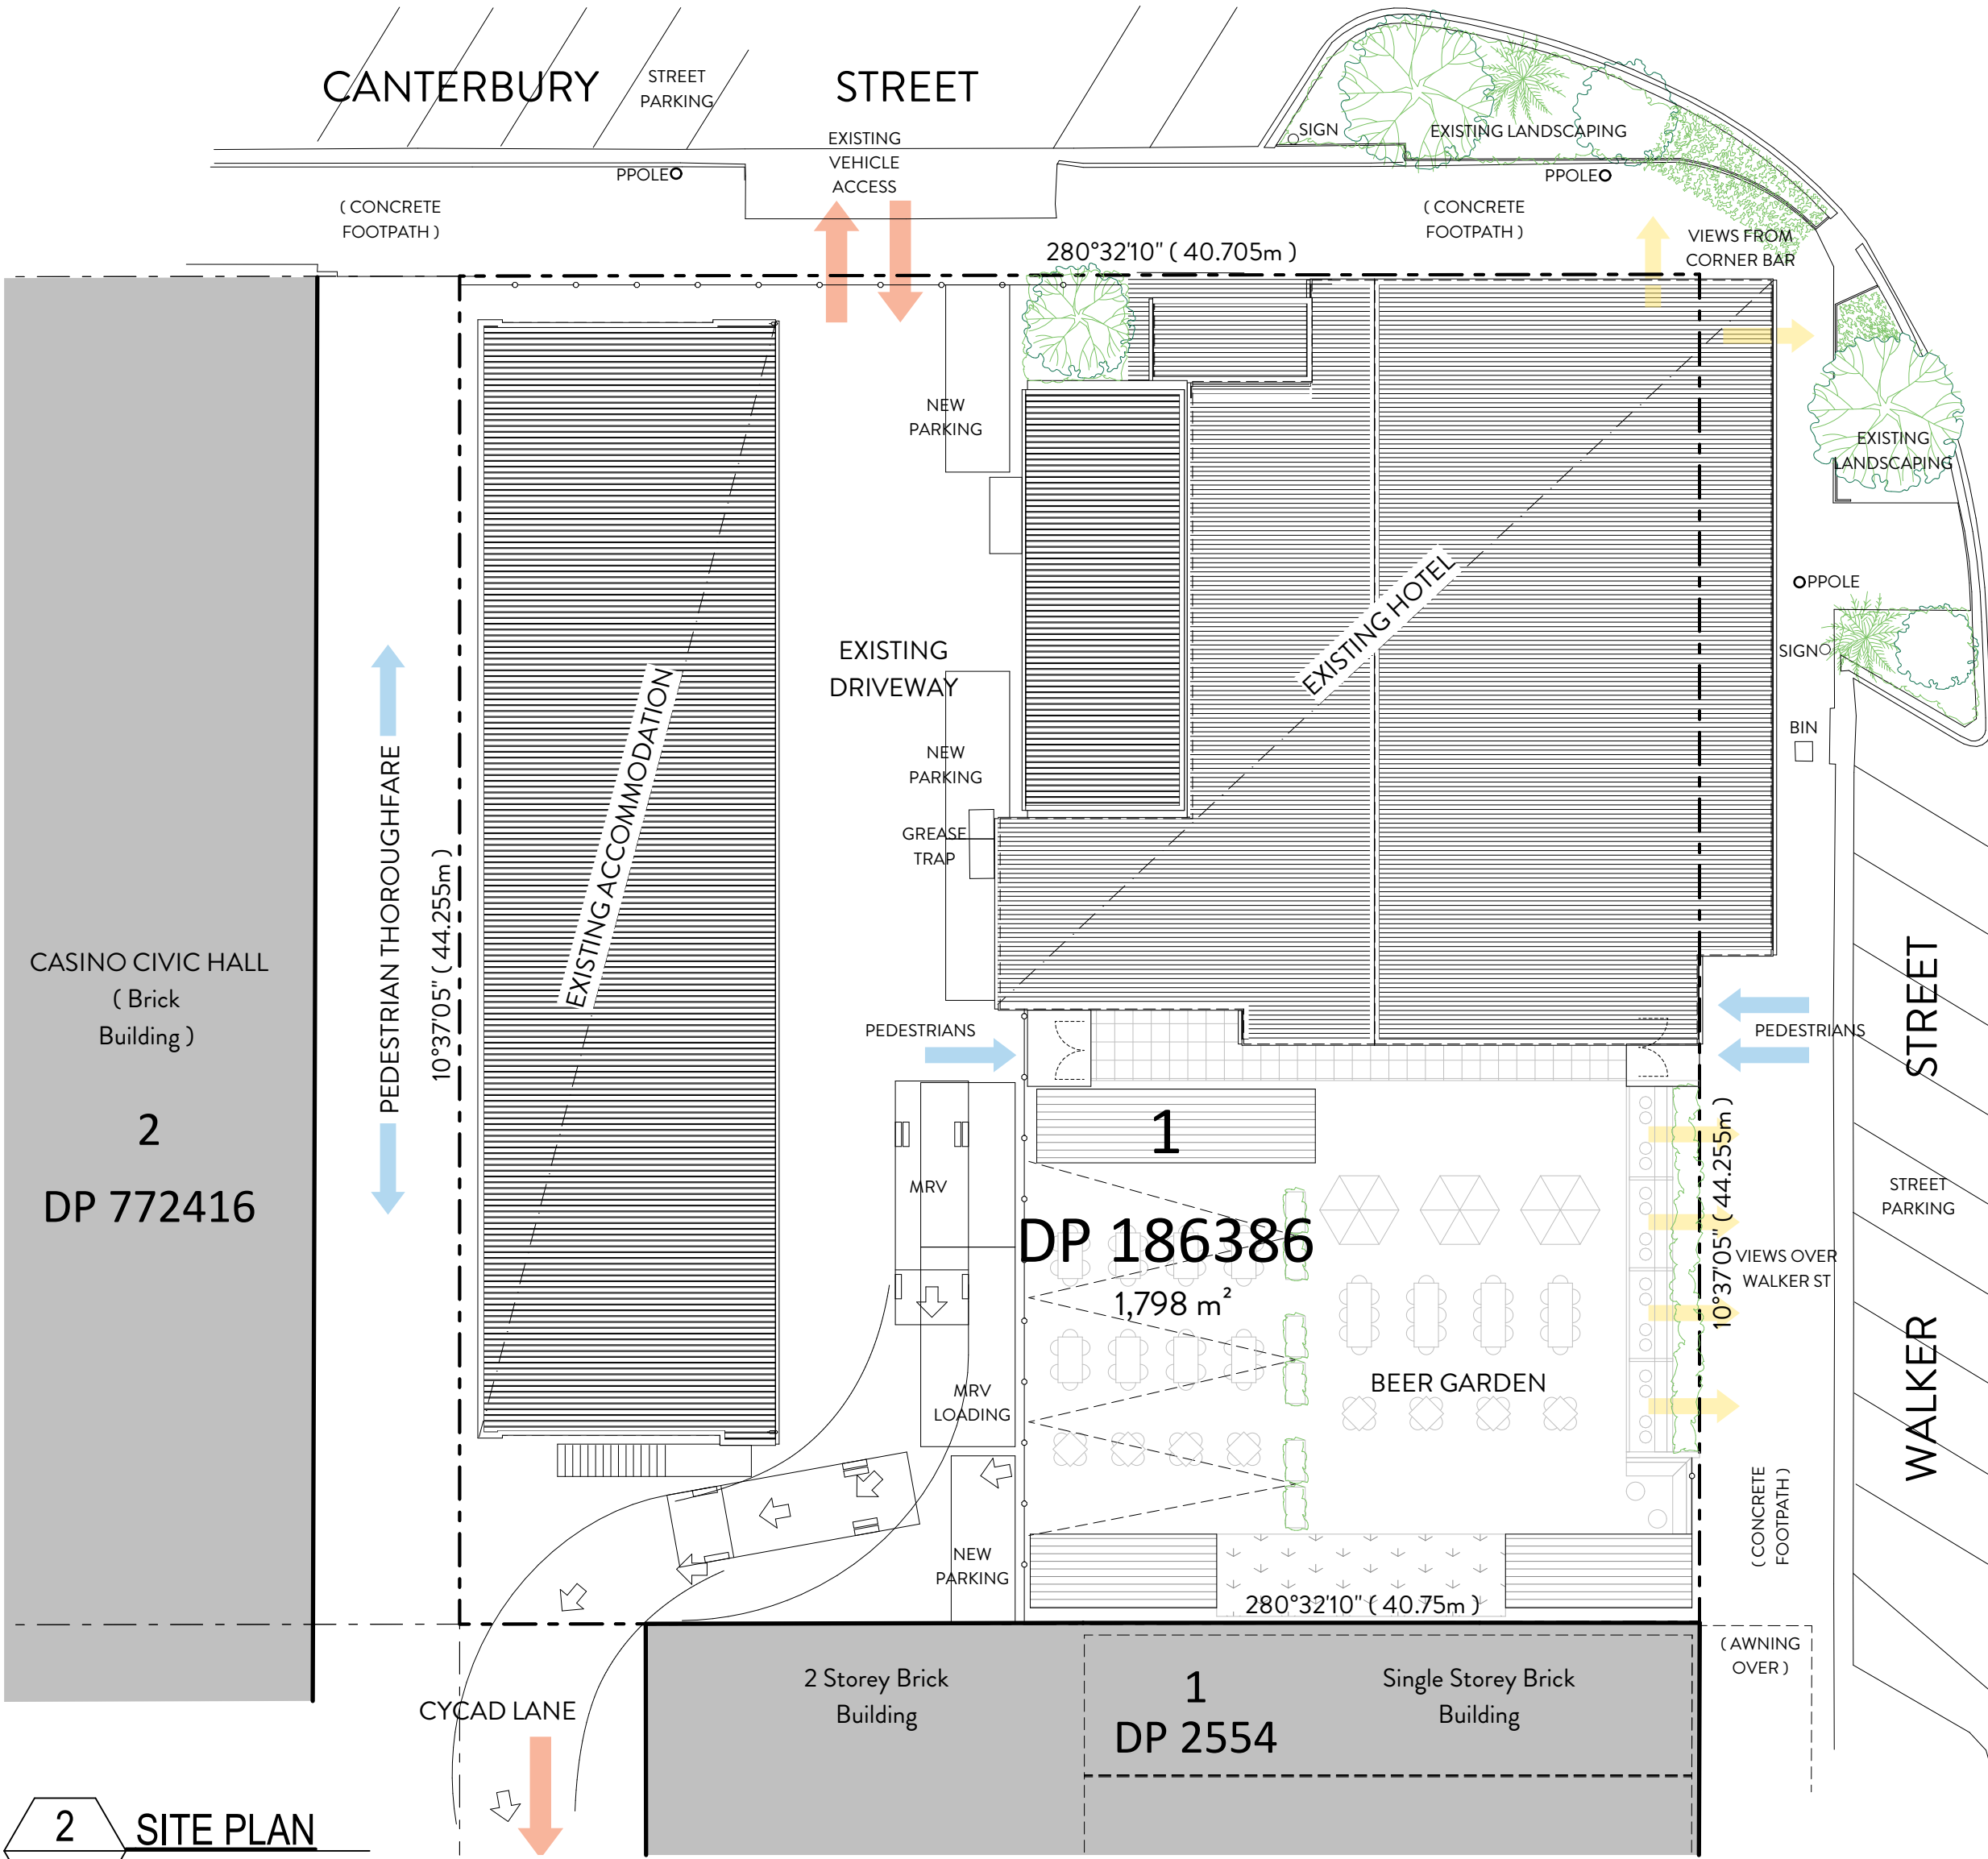 CANTERBURY STREET
STREET
PARKING
EXISTING
VEHICLE
ACCESS
SIGN
EXISTING LANDSCAPING
PPOLE
PPOLE
( CONCRETE
FOOTPATH )
( CONCRETE
FOOTPATH )
VIEWS FROM
CORNER BAR
280°32'10" ( 40.705m )
NEW
PARKING
EXISTING
LANDSCAPING
EXISTING HOTEL
PPOLE
SIGN
BIN
EXISTING
DRIVEWAY
EXISTING ACCOMMODATION
PEDESTRIAN THOROUGHFARE
10°37'05" ( 44.255m )
NEW
PARKING
GREASE
TRAP
CASINO CIVIC HALL
( Brick
Building )
2
DP 772416
PEDESTRIANS
PEDESTRIANS
WALKER STREET
1
DP 186386
1,798 m²
MRV
MRV
LOADING
10°37'05" ( 44.255m )
STREET
PARKING
VIEWS OVER
WALKER ST
BEER GARDEN
( CONCRETE
FOOTPATH )
NEW
PARKING
280°32'10" ( 40.75m )
( AWNING
OVER )
2 Storey Brick
Building
1
DP 2554
Single Storey Brick
Building
CYCAD LANE
2 SITE PLAN